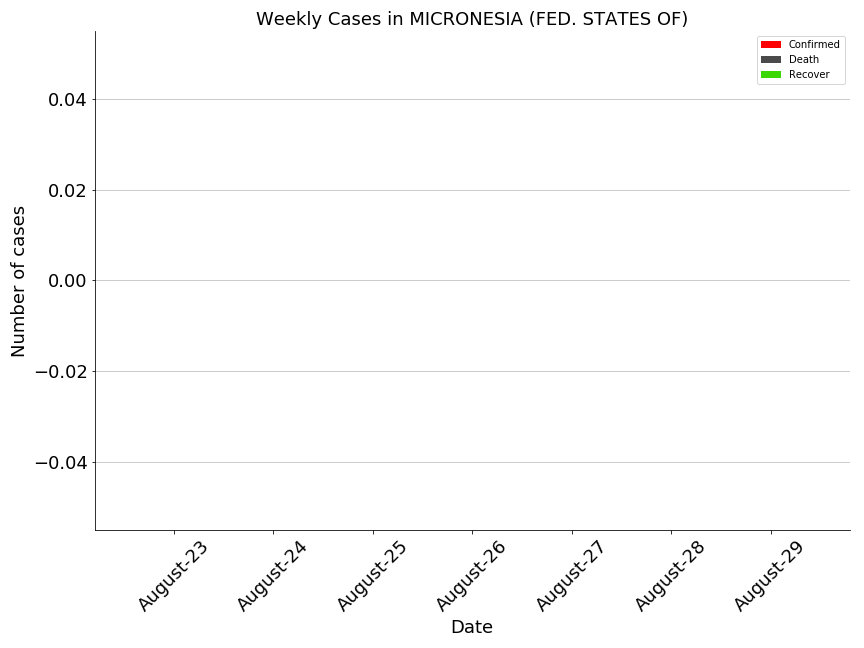 Weekly Cases in MICRONESIA (FED. STATES OF)
Confirmed
Death
Recover
Number of cases
0.04
0.02
0.00
−0.02
−0.04
August-23
August-24
August-25
August-26
August-27
August-28
August-29
Date